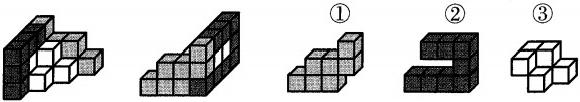 ① ② ③